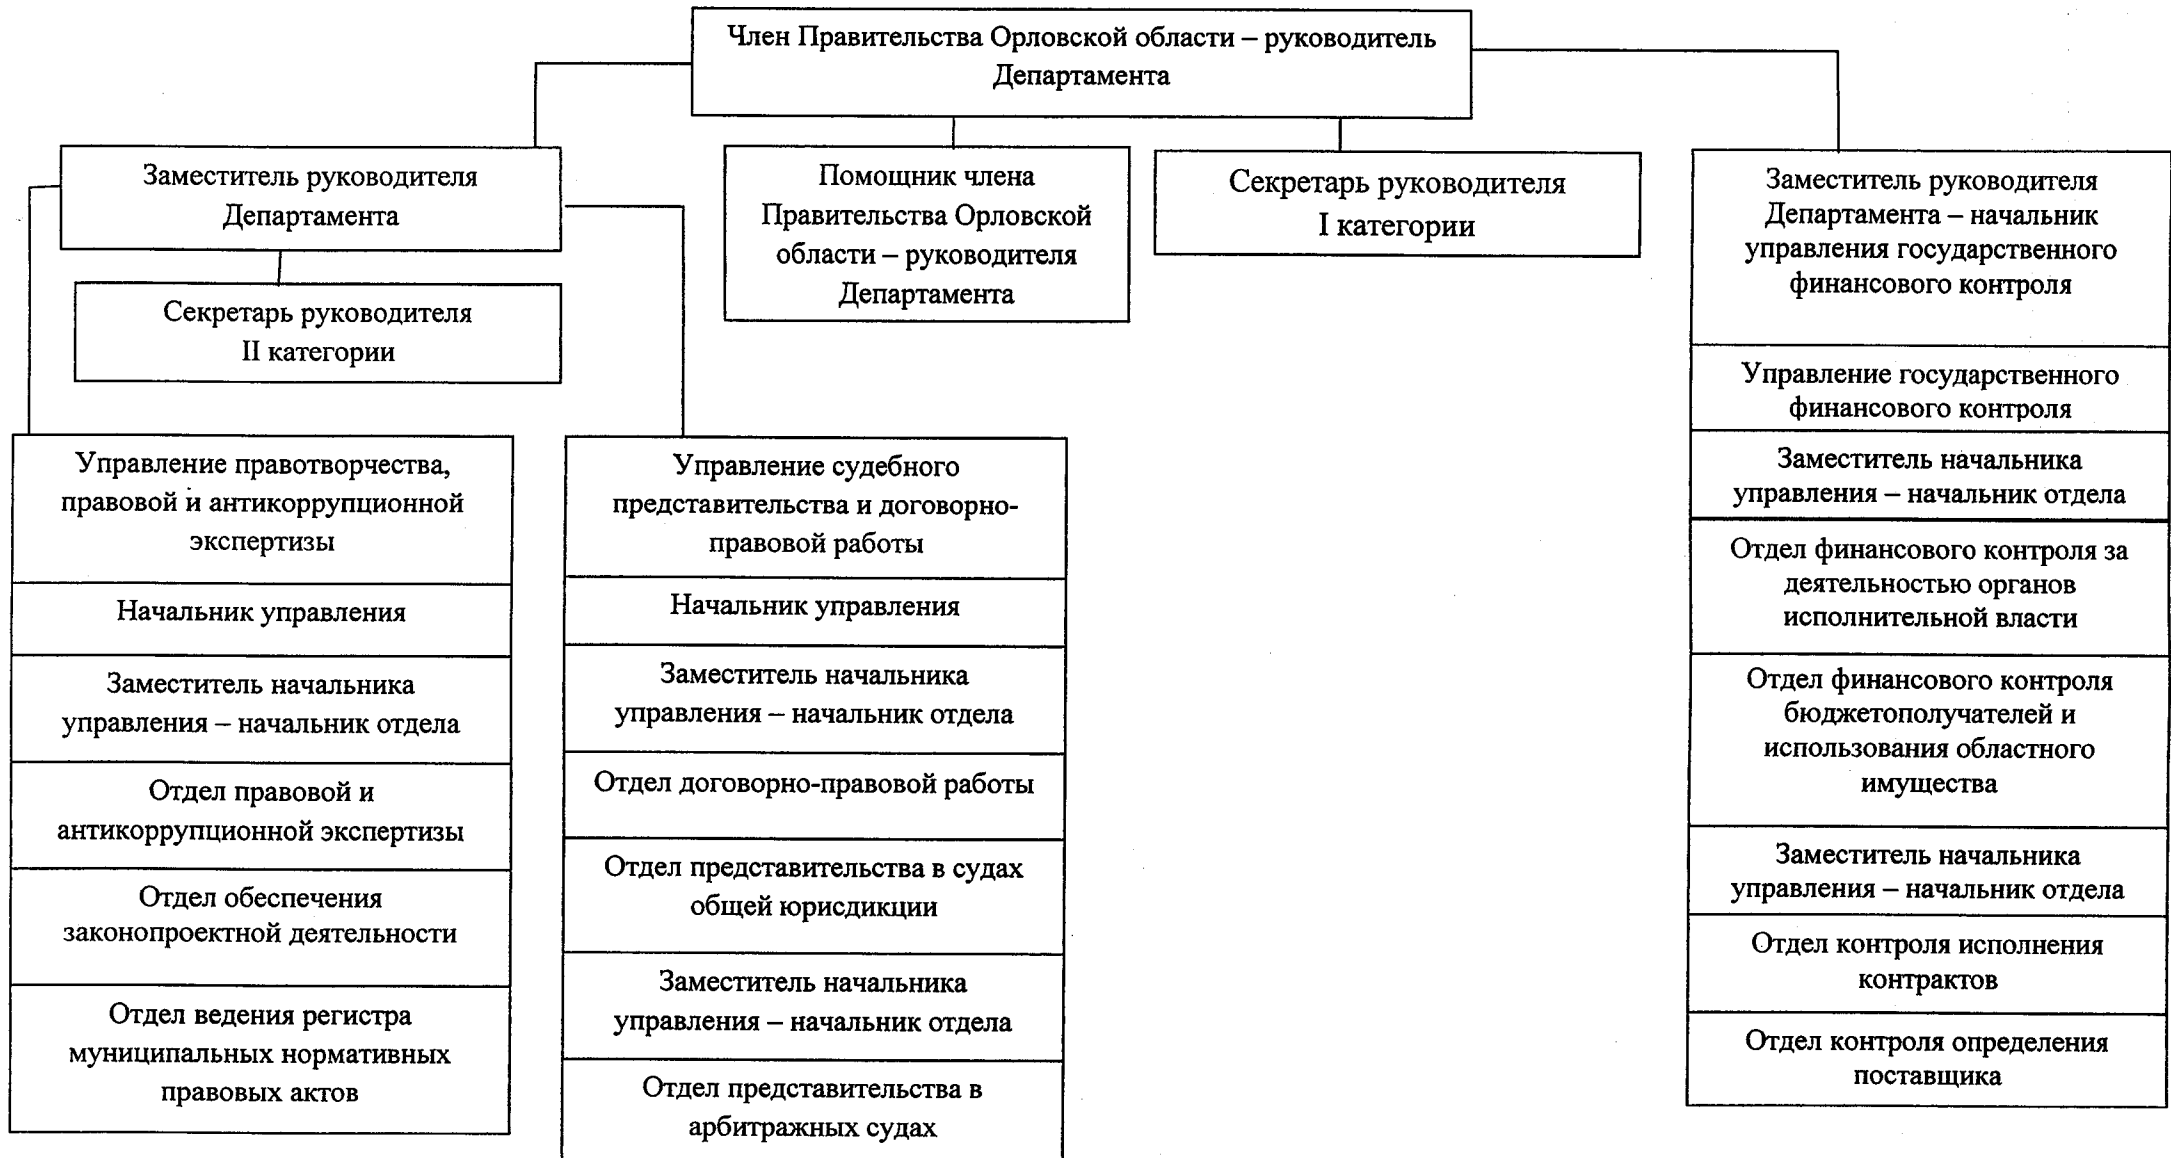 Член Правительства Орловской области – руководитель
Департамента
Заместитель руководителя
Департамента
Секретарь руководителя
II категории
Помощник члена
Правительства Орловской
области – руководителя
Департамента
Секретарь руководителя
I категории
Заместитель руководителя
Департамента – начальник
управления государственного
финансового контроля
Управление государственного
финансового контроля
Заместитель начальника
управления – начальник отдела
Отдел финансового контроля за
деятельностью органов
исполнительной власти
Отдел финансового контроля
бюджетополучателей и
использования областного
имущества
Заместитель начальника
управления – начальник отдела
Отдел контроля исполнения
контрактов
Отдел контроля определения
поставщика
Управление правотворчества,
правовой и антикоррупционной
экспертизы
Начальник управления
Заместитель начальника
управления – начальник отдела
Отдел правовой и
антикоррупционной экспертизы
Отдел обеспечения
законопроектной деятельности
Отдел ведения регистра
муниципальных нормативных
правовых актов
Управление судебного
представительства и договорно-
правовой работы
Начальник управления
Заместитель начальника
управления – начальник отдела
Отдел договорно-правовой работы
Отдел представительства в судах
общей юрисдикции
Заместитель начальника
управления – начальник отдела
Отдел представительства в
арбитражных судах